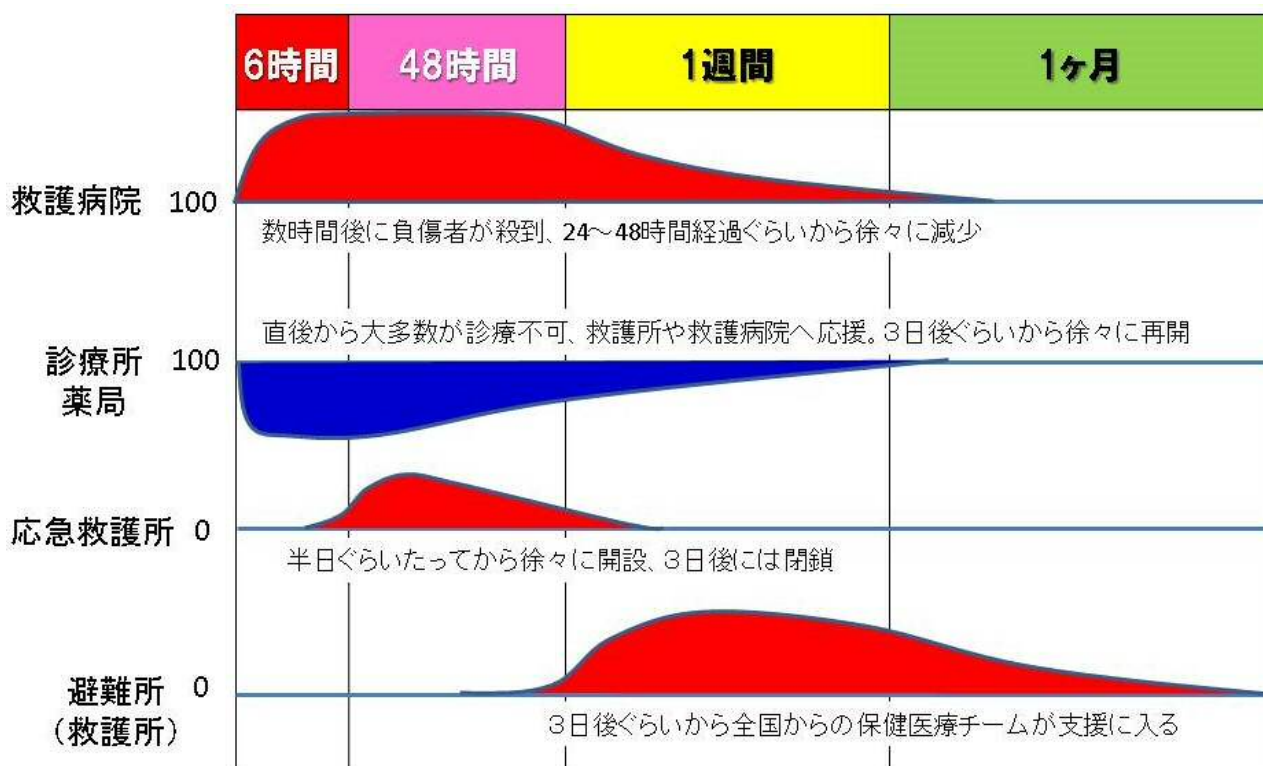 6時間 48時間 1週間 1ヶ月
救護病院 100
数時間後に負傷者が殺到、24～48時間経過ぐらいから徐々に減少
直後から大多数が診療不可、救護所や救護病院へ応援。３日後ぐらいから徐々に再開
診療所 100
薬局
応急救護所 0
半日ぐらいたってから徐々に開設、３日後には閉鎖
避難所 0
（救護所）
３日後ぐらいから全国からの保健医療チームが支援に入る